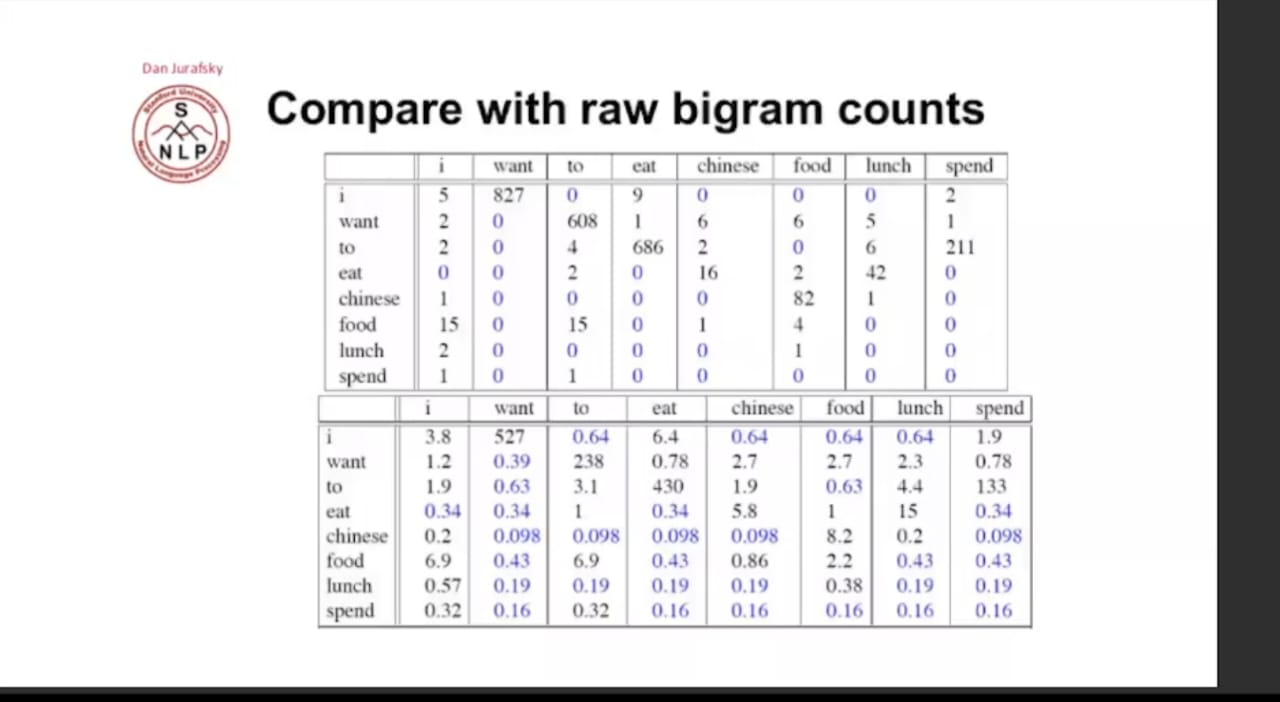 Dan Jurafsky
Stanford University
S
NLP
Natural Language Processing
Compare with raw bigram counts
i want to eat chinese food lunch spend
i 5 827 0 9 0 0 0 2
want 2 0 608 1 6 6 5 1
to 2 0 4 686 2 0 6 211
eat 0 0 2 0 16 2 42 0
chinese 1 0 0 0 0 82 1 0
food 15 0 15 0 1 4 0 0
lunch 2 0 0 0 0 1 0 0
spend 1 0 1 0 0 0 0 0
i want to eat chinese food lunch spend
i 3.8 527 0.64 6.4 0.64 0.64 0.64 1.9
want 1.2 0.39 238 0.78 2.7 2.7 2.3 0.78
to 1.9 0.63 3.1 430 1.9 0.63 4.4 133
eat 0.34 0.34 1 0.34 5.8 1 15 0.34
chinese 0.2 0.098 0.098 0.098 0.098 8.2 0.2 0.098
food 6.9 0.43 6.9 0.43 0.86 2.2 0.43 0.43
lunch 0.57 0.19 0.19 0.19 0.19 0.38 0.19 0.19
spend 0.32 0.16 0.32 0.16 0.16 0.16 0.16 0.16